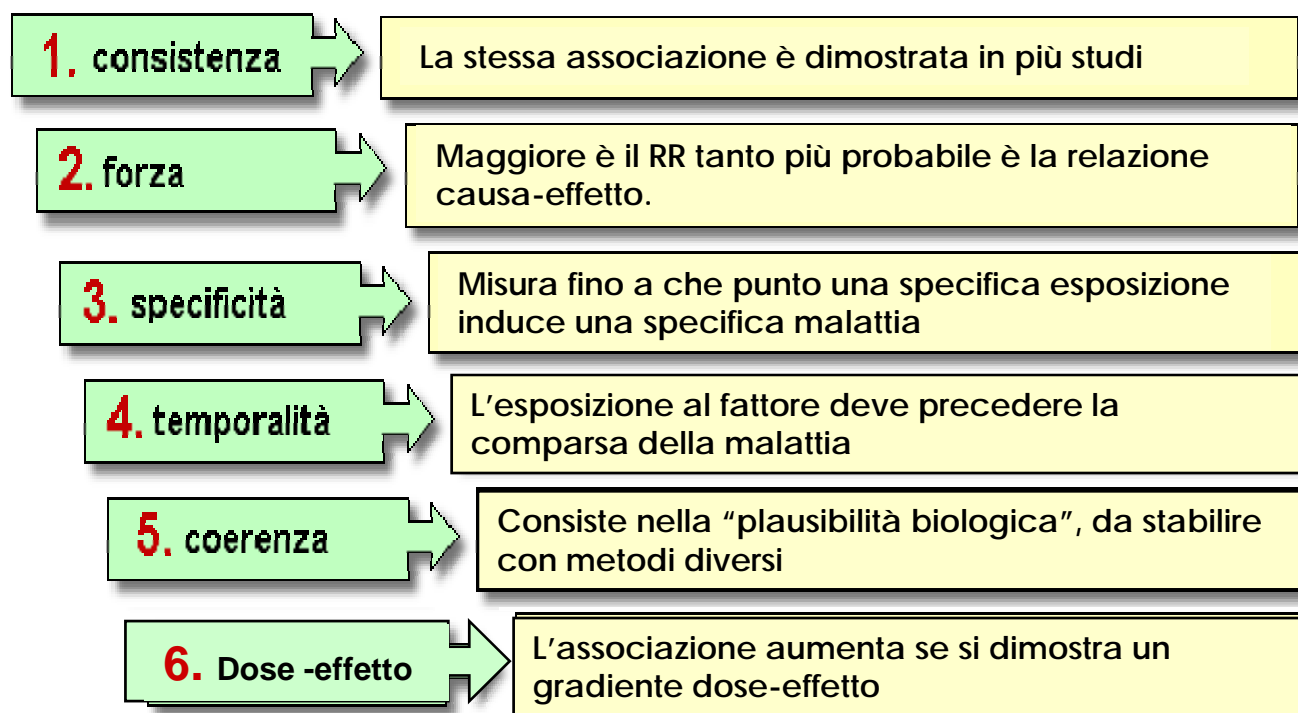 1. consistenza
La stessa associazione è dimostrata in più studi
2. forza
Maggiore è il RR tanto più probabile è la relazione
causa-effetto.
3. specificità
Misura fino a che punto una specifica esposizione
induce una specifica malattia
4. temporalità
L'esposizione al fattore deve precedere la
comparsa della malattia
5. coerenza
Consiste nella “plausibilità biologica”, da stabilire
con metodi diversi
6. Dose -effetto
L'associazione aumenta se si dimostra un
gradiente dose-effetto